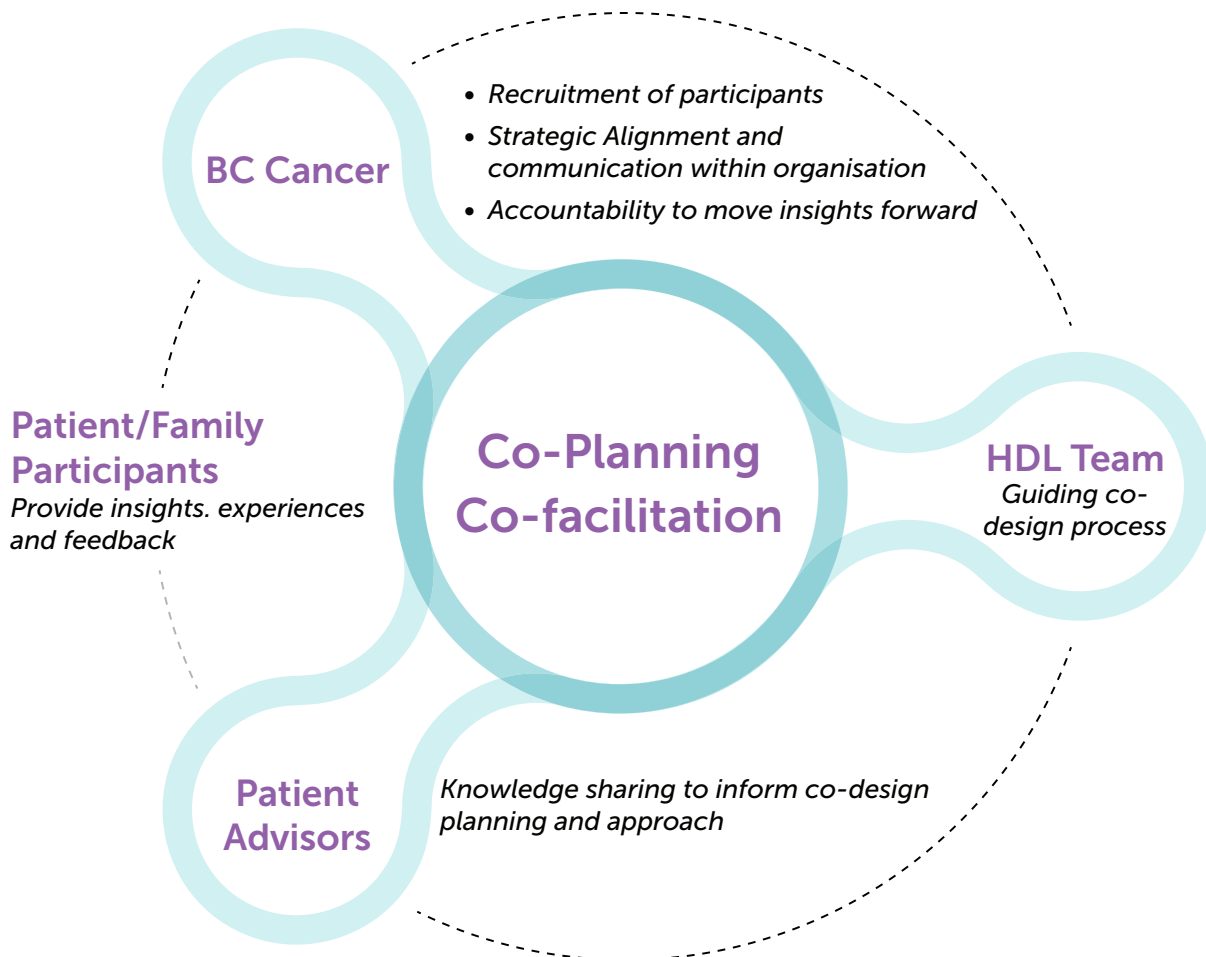 BC Cancer
• Recruitment of participants
• Strategic Alignment and
communication within organisation
• Accountability to move insights forward
Patient/Family
Participants
Provide insights. experiences
and feedback
Co-Planning
Co-facilitation
HDL Team
Guiding co-
design process
Patient
Advisors
Knowledge sharing to inform co-design
planning and approach